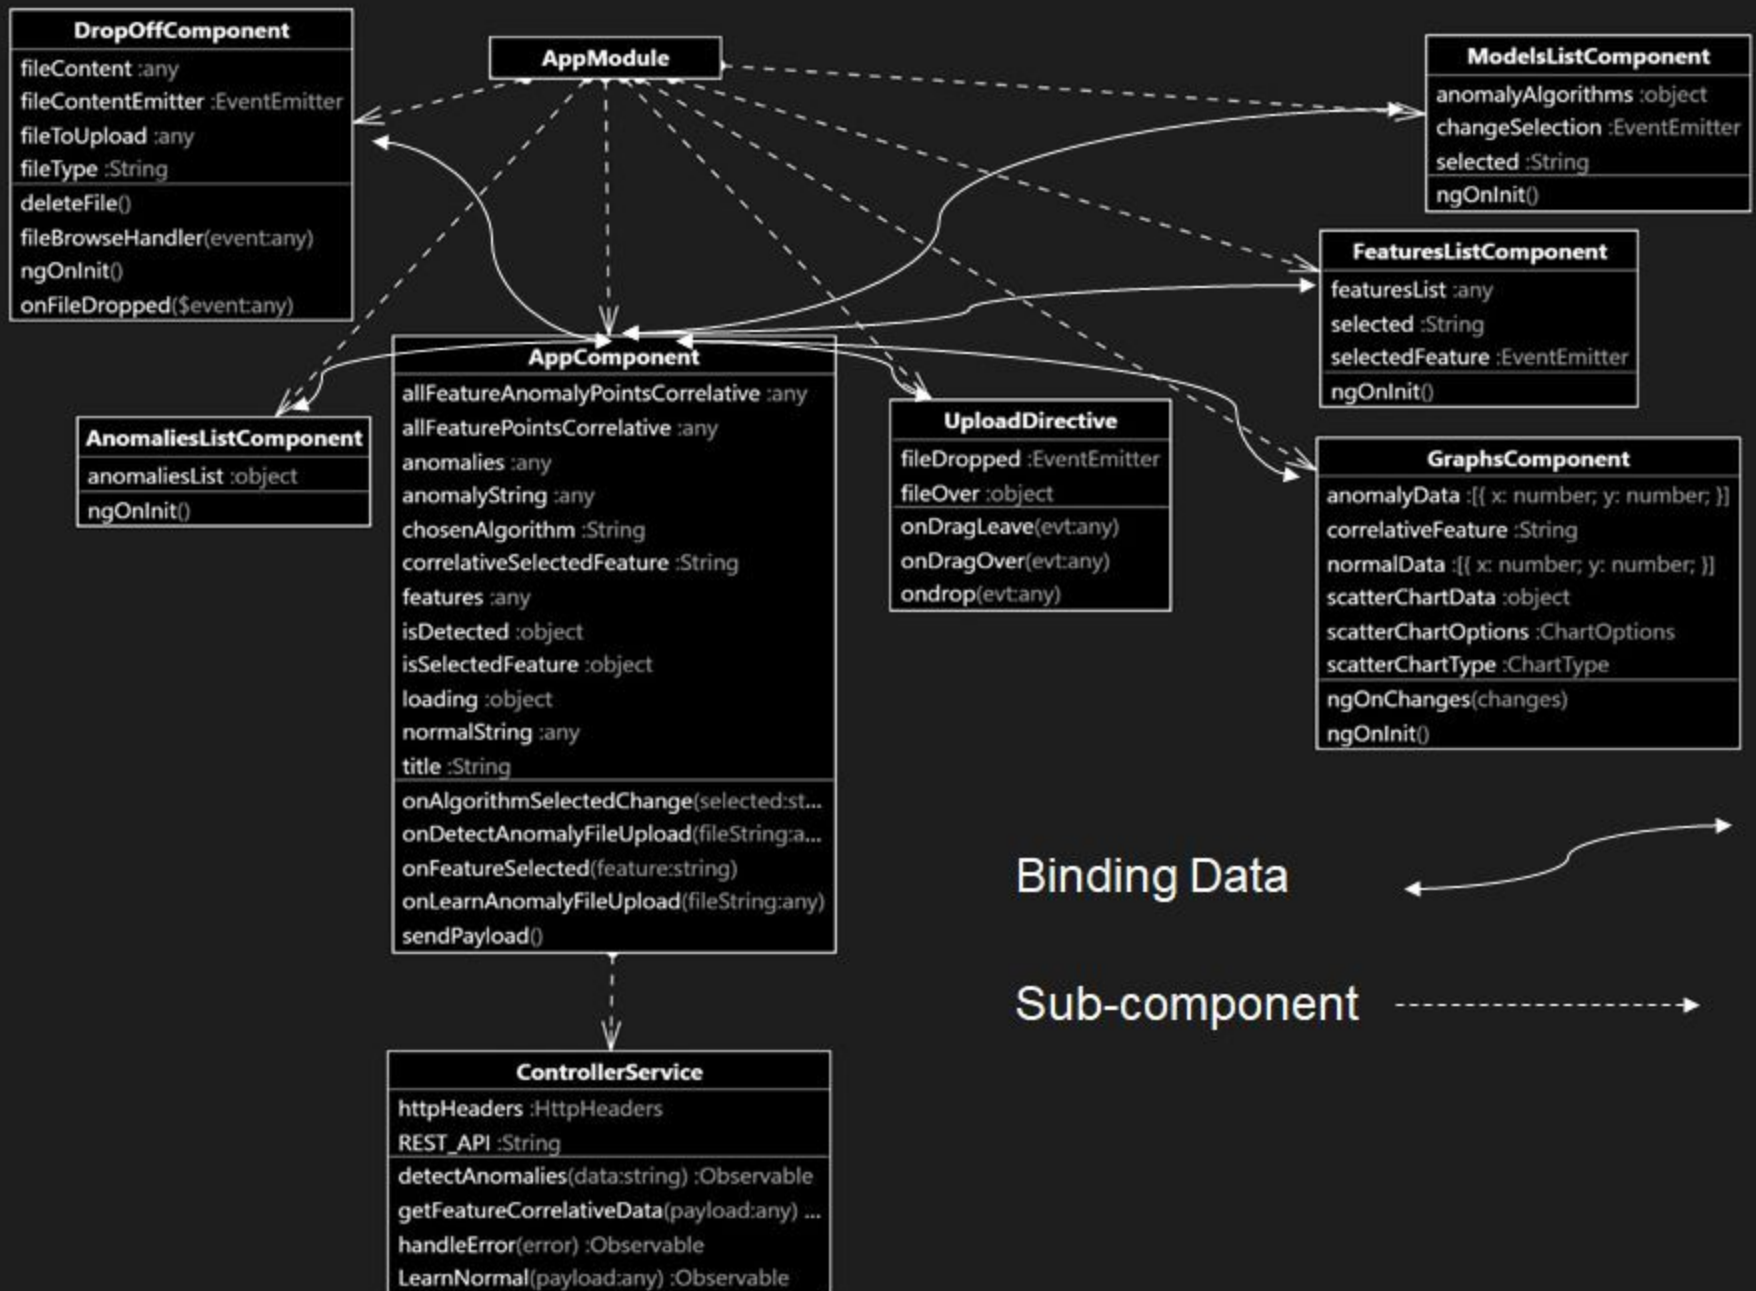 DropOffComponent
fileContent :any
fileContentEmitter :EventEmitter
fileToUpload :any
fileType :String
deleteFile()
fileBrowseHandler(event:any)
ngOnInit()
onFileDropped($event:any)
AppModule
ModelsListComponent
anomalyAlgorithms :object
changeSelection :EventEmitter
selected :String
ngOnInit()
FeaturesListComponent
featuresList :any
selected :String
selectedFeature :EventEmitter
ngOnInit()
AnomaliesListComponent
anomaliesList :object
ngOnInit()
AppComponent
allFeatureAnomalyPointsCorrelative :any
allFeaturePointsCorrelative :any
anomalies :any
anomalyString :any
chosenAlgorithm :String
correlativeSelectedFeature :String
features :any
isDetected :object
isSelectedFeature :object
loading :object
normalString :any
title :String
onAlgorithmSelectedChange(selected:st...
onDetectAnomalyFileUpload(fileString:a...
onFeatureSelected(feature:string)
onLearnAnomalyFileUpload(fileString:any)
sendPayload()
UploadDirective
fileDropped :EventEmitter
fileOver :object
onDragLeave(evt:any)
onDragOver(evt:any)
ondrop(evt:any)
GraphsComponent
anomalyData :[{ x: number; y: number; }]
correlativeFeature :String
normalData :[{ x: number; y: number; }]
scatterChartData :object
scatterChartOptions :ChartOptions
scatterChartType :ChartType
ngOnChanges(changes)
ngOnInit()
Binding Data
Sub-component
ControllerService
httpHeaders :HttpHeaders
REST_API :String
detectAnomalies(data:string) :Observable
getFeatureCorrelativeData(payload:any) ...
handleError(error) :Observable
LearnNormal(payload:any) :Observable